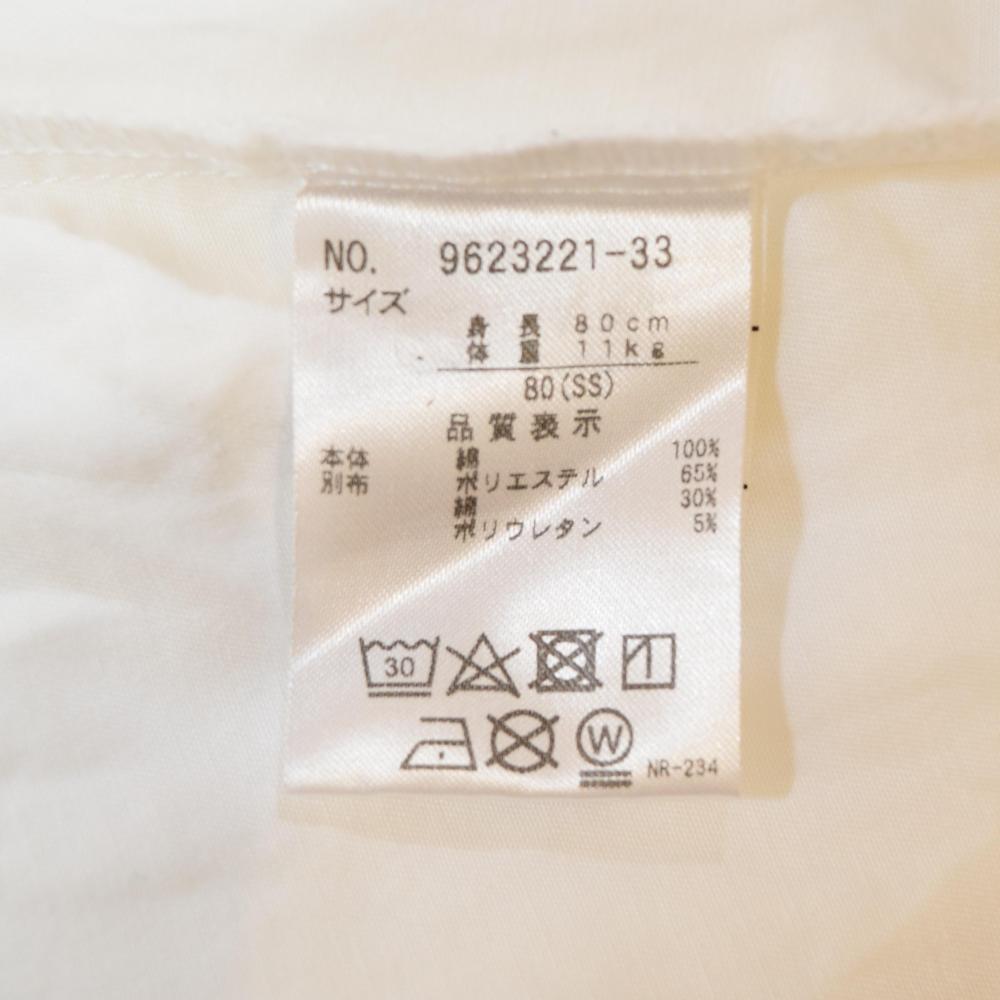 NO. 9623221-33
サイズ
身長 80cm
体重 11kg
80(SS)
品質表示
本体 綿 100%
別布 ポリエステル 65%
綿 30%
ポリウレタン 5%
30
W
NR-234